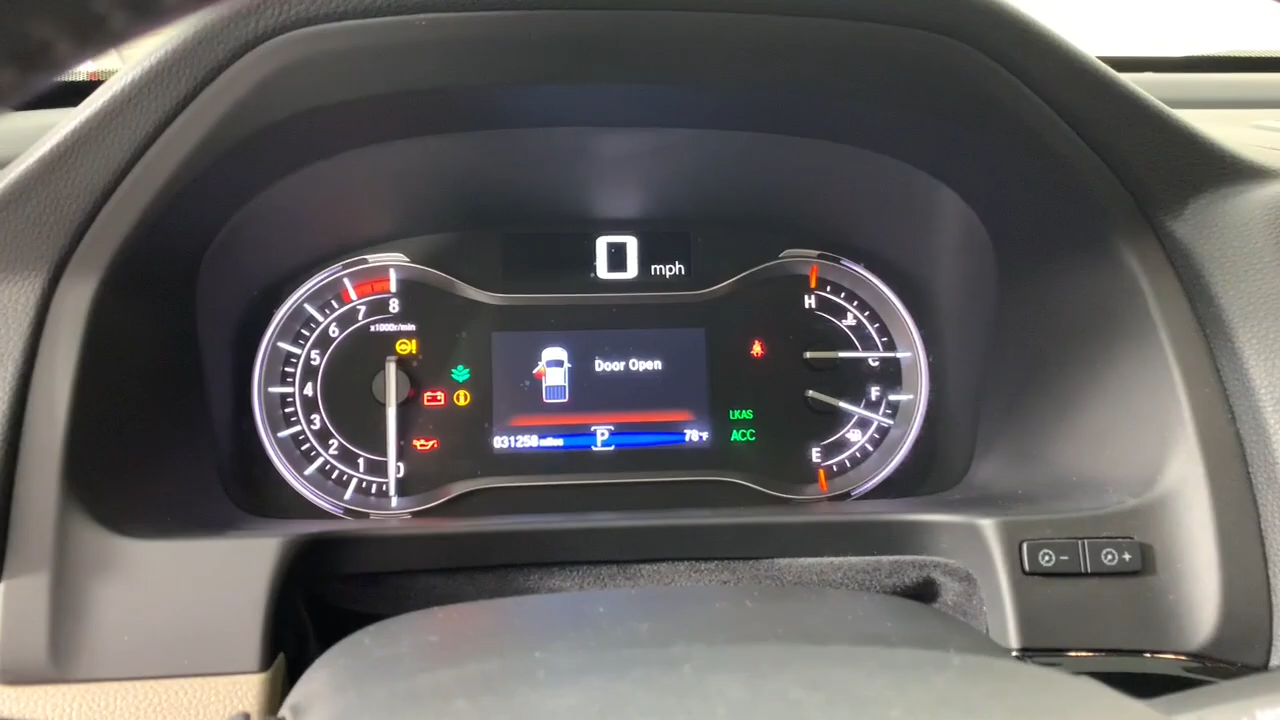 0 mph
8
7
6
5
4
3
2
1
0
x1000r/min
Door Open
031258 miles P 78°F
LKAS
ACC
H
C
F
E
- +